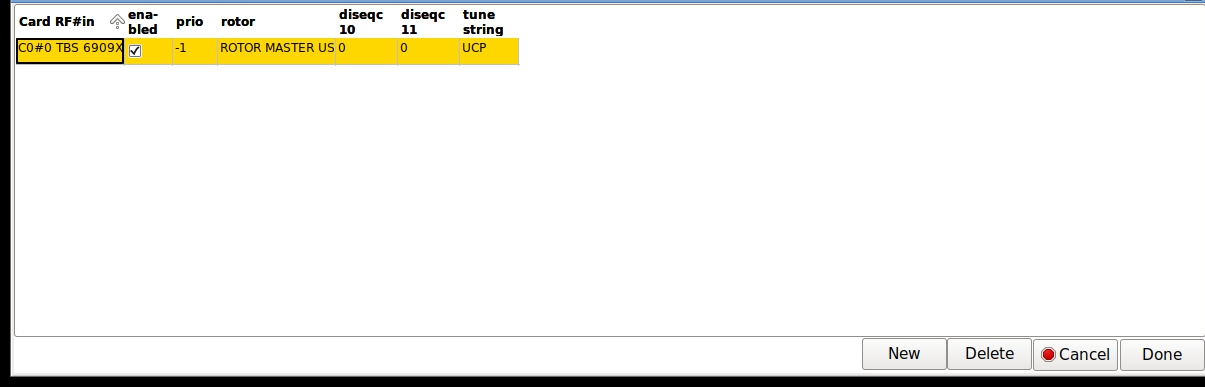 Card RF#in ena-bled prio rotor diseqc 10 diseqc 11 tune string
C0#0 TBS 6909X -1 ROTOR MASTER US 0 0 UCP
New Delete Cancel Done